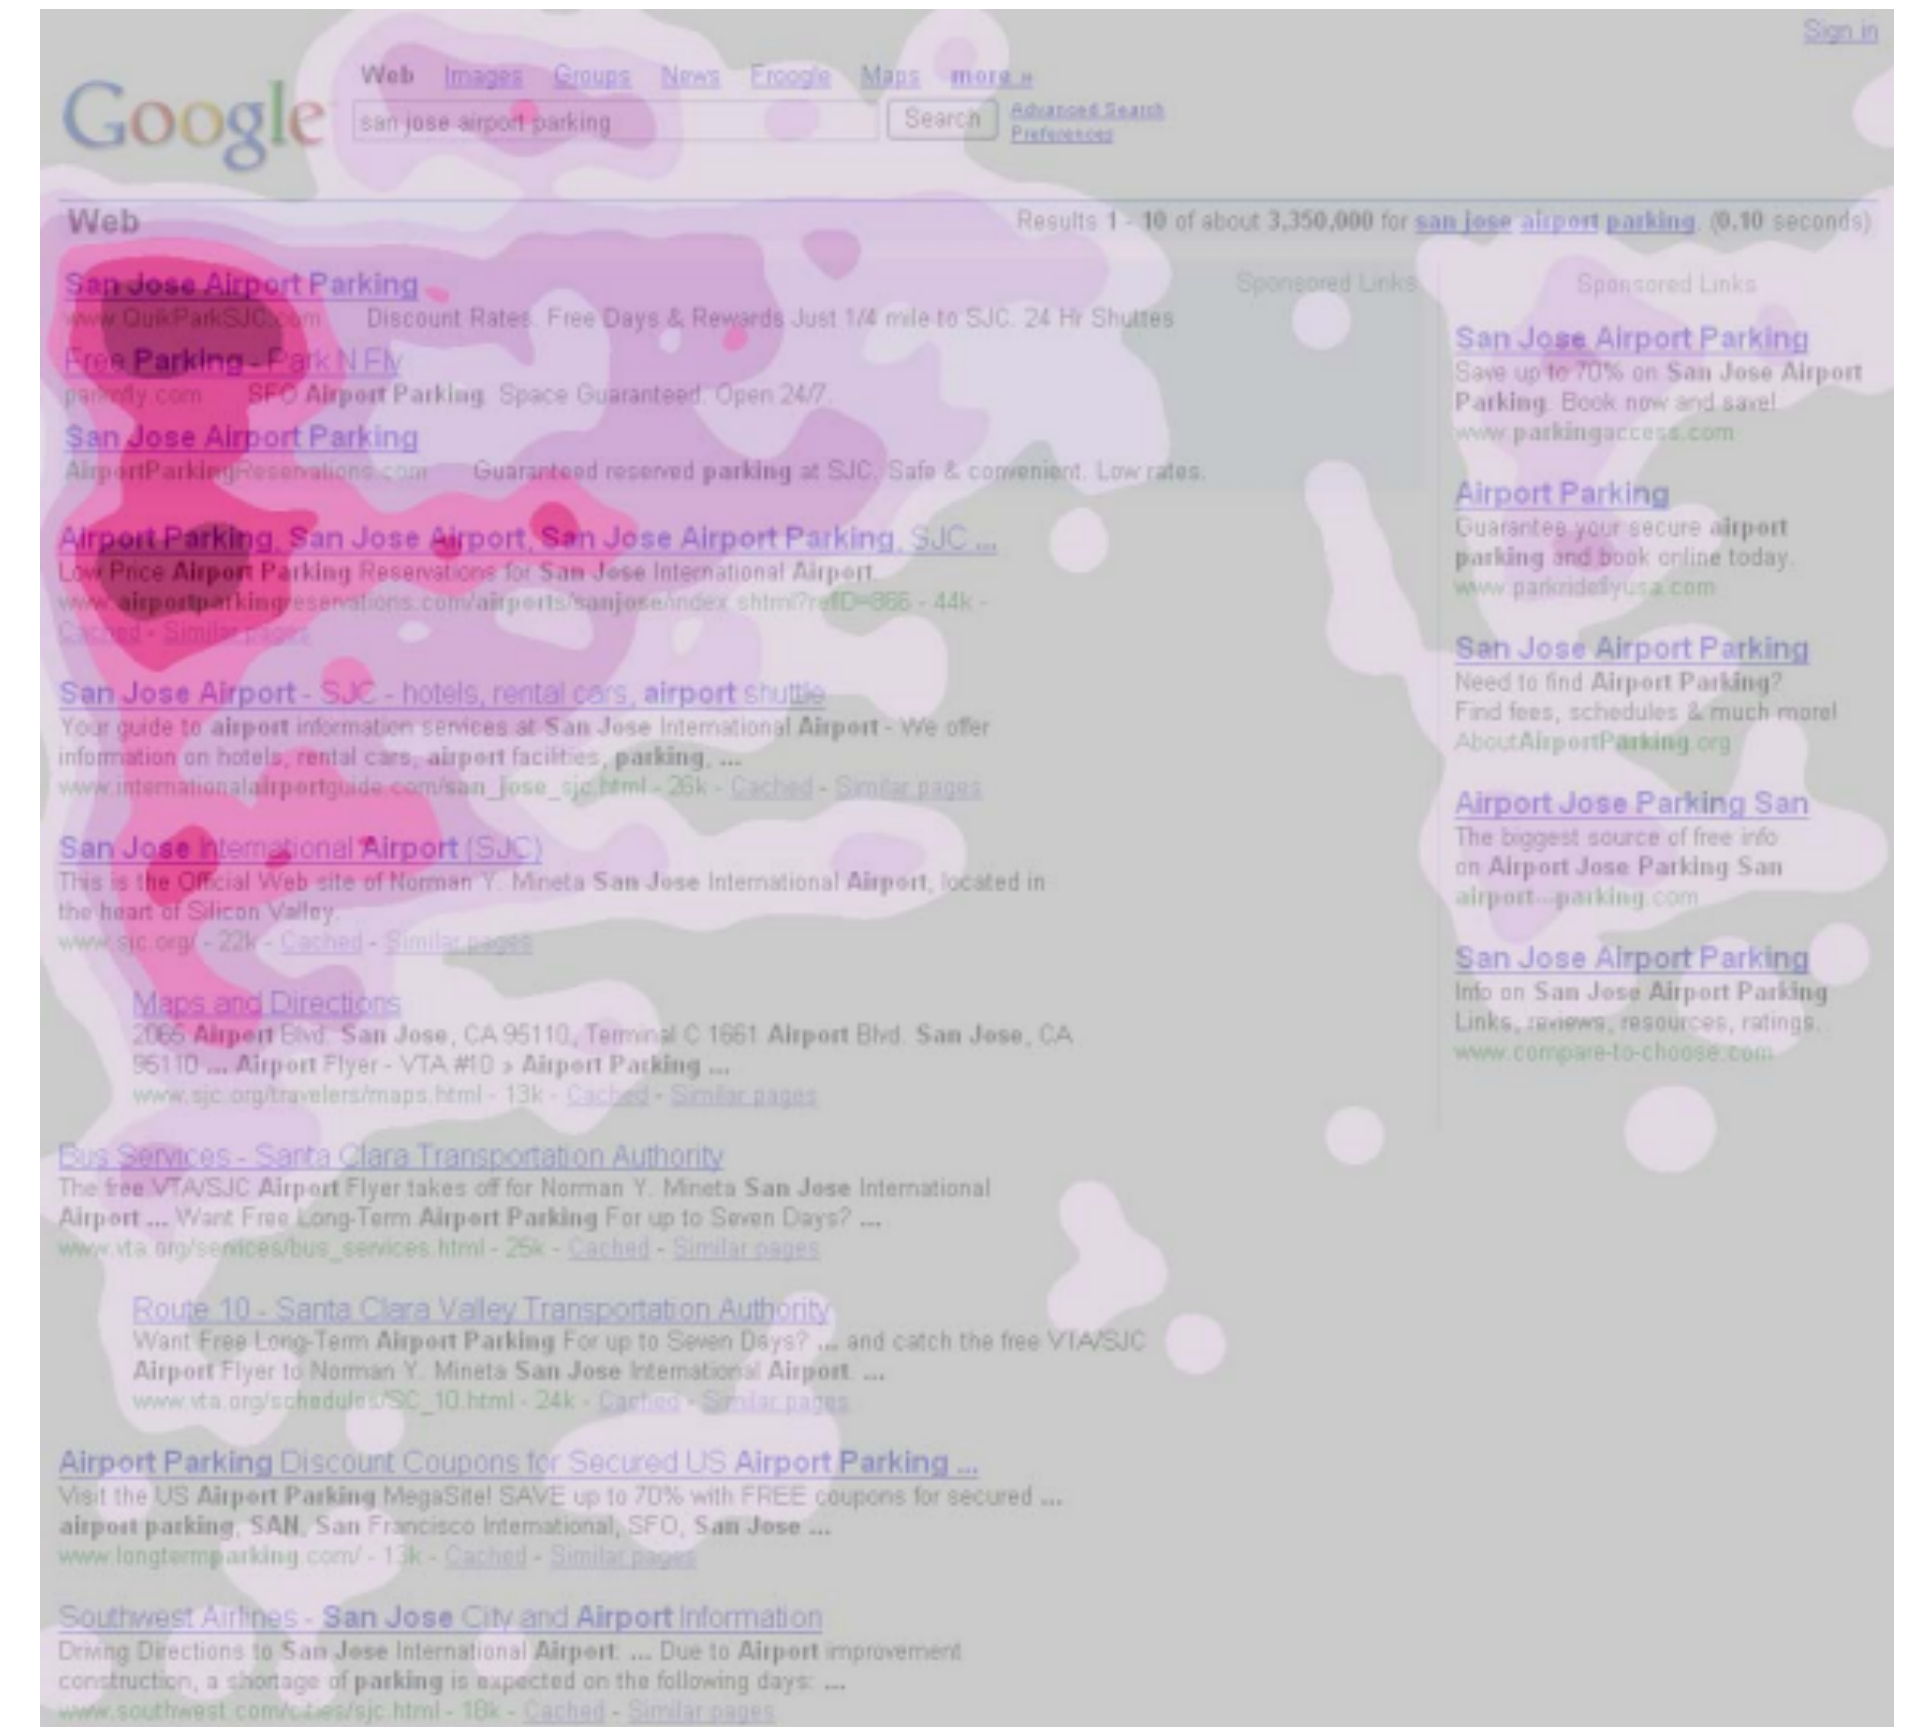 Sign in
Google
Web Images Groups News Froogle Maps more »
san jose airport parking Search Advanced Search
Preferences
Web Results 1 - 10 of about 3,350,000 for san jose airport parking. (0.10 seconds)
San Jose Airport Parking Sponsored Links
www.QuikParkSJC.com Discount Rates. Free Days & Rewards Just 1/4 mile to SJC. 24 Hr Shuttes
Free Parking - Park N Fly
parknfly.com SFO Airport Parking. Space Guaranteed. Open 24/7.
San Jose Airport Parking
AirportParkingReservations.com Guaranteed reserved parking at SJC. Safe & convenient. Low rates.
Airport Parking, San Jose Airport, San Jose Airport Parking, SJC ...
Low Price Airport Parking Reservations for San Jose International Airport.
www.airportparkingreservations.com/airports/sanjose/index.shtml?refID=866 - 44k -
Cached - Similar pages
San Jose Airport - SJC - hotels, rental cars, airport shuttle
Your guide to airport information services at San Jose International Airport - We offer
information on hotels, rental cars, airport facilities, parking, ...
www.internationalairportguide.com/san_jose_sjc.html - 26k - Cached - Similar pages
San Jose International Airport (SJC)
This is the Official Web site of Norman Y. Mineta San Jose International Airport, located in
the heart of Silicon Valley.
www.sjc.org/ - 22k - Cached - Similar pages
Maps and Directions
2065 Airport Blvd. San Jose, CA 95110, Terminal C 1661 Airport Blvd. San Jose, CA
95110 ... Airport Flyer - VTA #10 > Airport Parking ...
www.sjc.org/travelers/maps.html - 13k - Cached - Similar pages
Bus Services - Santa Clara Transportation Authority
The free VTA/SJC Airport Flyer takes off for Norman Y. Mineta San Jose International
Airport ... Want Free Long-Term Airport Parking For up to Seven Days? ...
www.vta.org/services/bus_services.html - 25k - Cached - Similar pages
Route 10 - Santa Clara Valley Transportation Authority
Want Free Long-Term Airport Parking For up to Seven Days? ... and catch the free VTA/SJC
Airport Flyer to Norman Y. Mineta San Jose International Airport. ...
www.vta.org/schedules/SC_10.html - 24k - Cached - Similar pages
Airport Parking Discount Coupons for Secured US Airport Parking ...
Visit the US Airport Parking MegaSite! SAVE up to 70% with FREE coupons for secured ...
airport parking, SAN, San Francisco International, SFO, San Jose ...
www.longtermparking.com/ - 13k - Cached - Similar pages
Southwest Airlines - San Jose City and Airport Information
Driving Directions to San Jose International Airport: ... Due to Airport improvement
construction, a shortage of parking is expected on the following days: ...
www.southwest.com/cities/sjc.html - 18k - Cached - Similar pages
Sponsored Links
San Jose Airport Parking
Save up to 70% on San Jose Airport
Parking. Book now and save!
www.parkingaccess.com
Airport Parking
Guarantee your secure airport
parking and book online today.
www.parkrideflyusa.com
San Jose Airport Parking
Need to find Airport Parking?
Find fees, schedules & much more!
AboutAirportParking.org
Airport Jose Parking San
The biggest source of free info
on Airport Jose Parking San
airport---parking.com
San Jose Airport Parking
Info on San Jose Airport Parking
Links, reviews, resources, ratings.
www.compare-to-choose.com